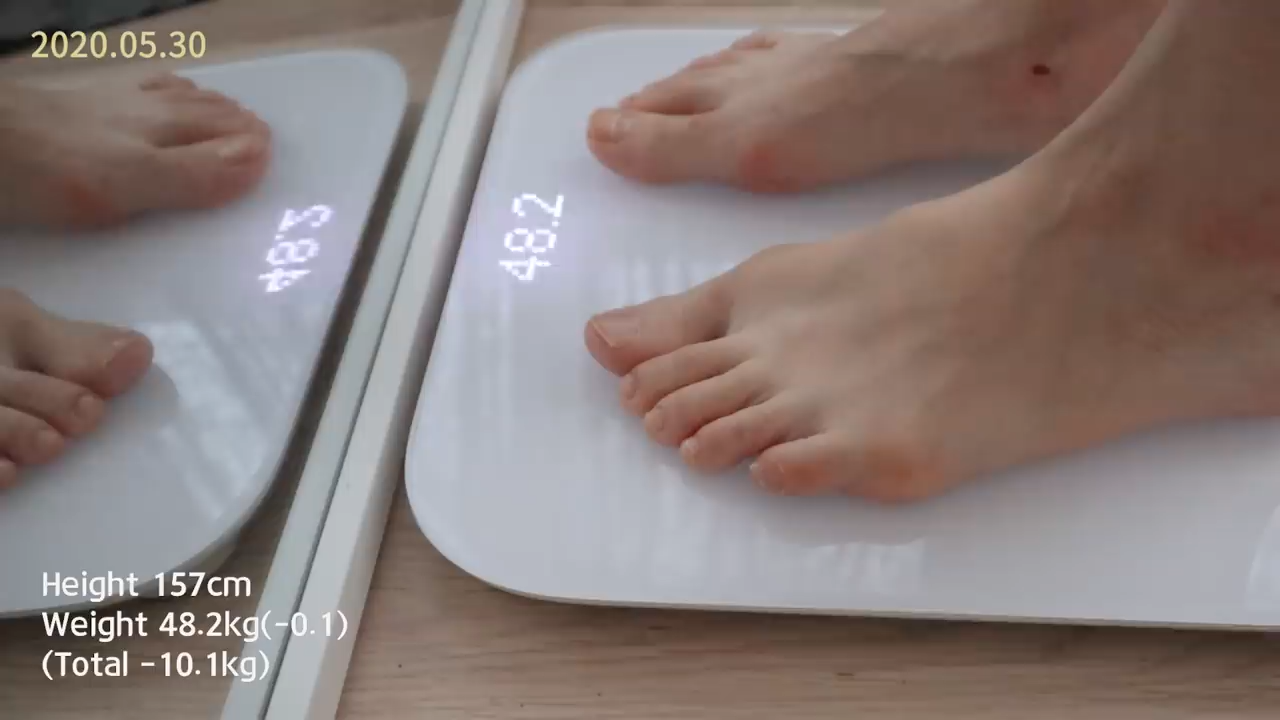 2020.05.30
48.2
Height 157cm
Weight 48.2kg(-0.1)
(Total -10.1kg)